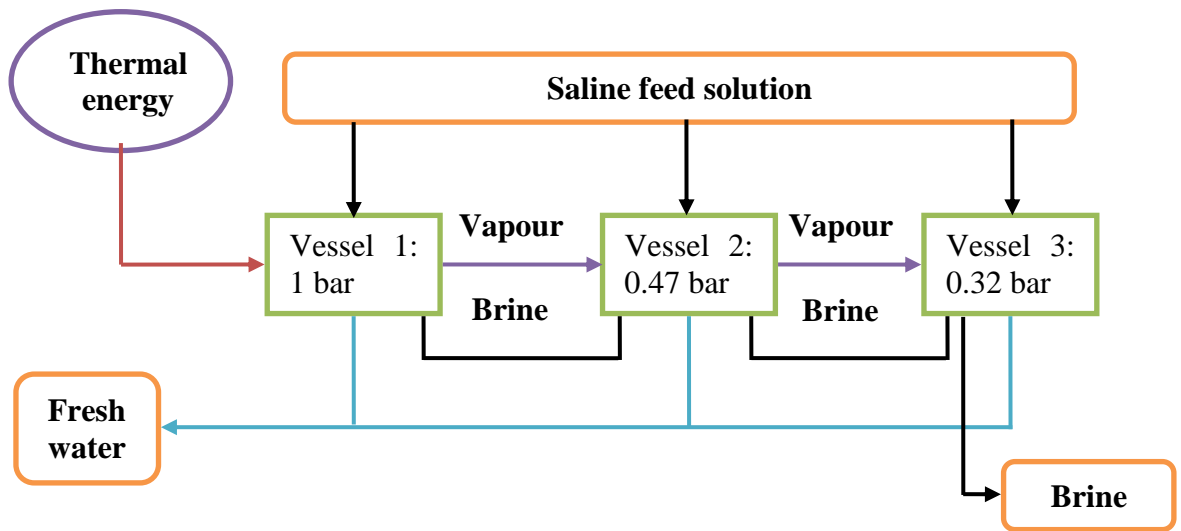 Thermal
energy
Saline feed solution
Vessel 1:
1 bar
Vapour
Brine
Vessel 2:
0.47 bar
Vapour
Brine
Vessel 3:
0.32 bar
Fresh
water
Brine